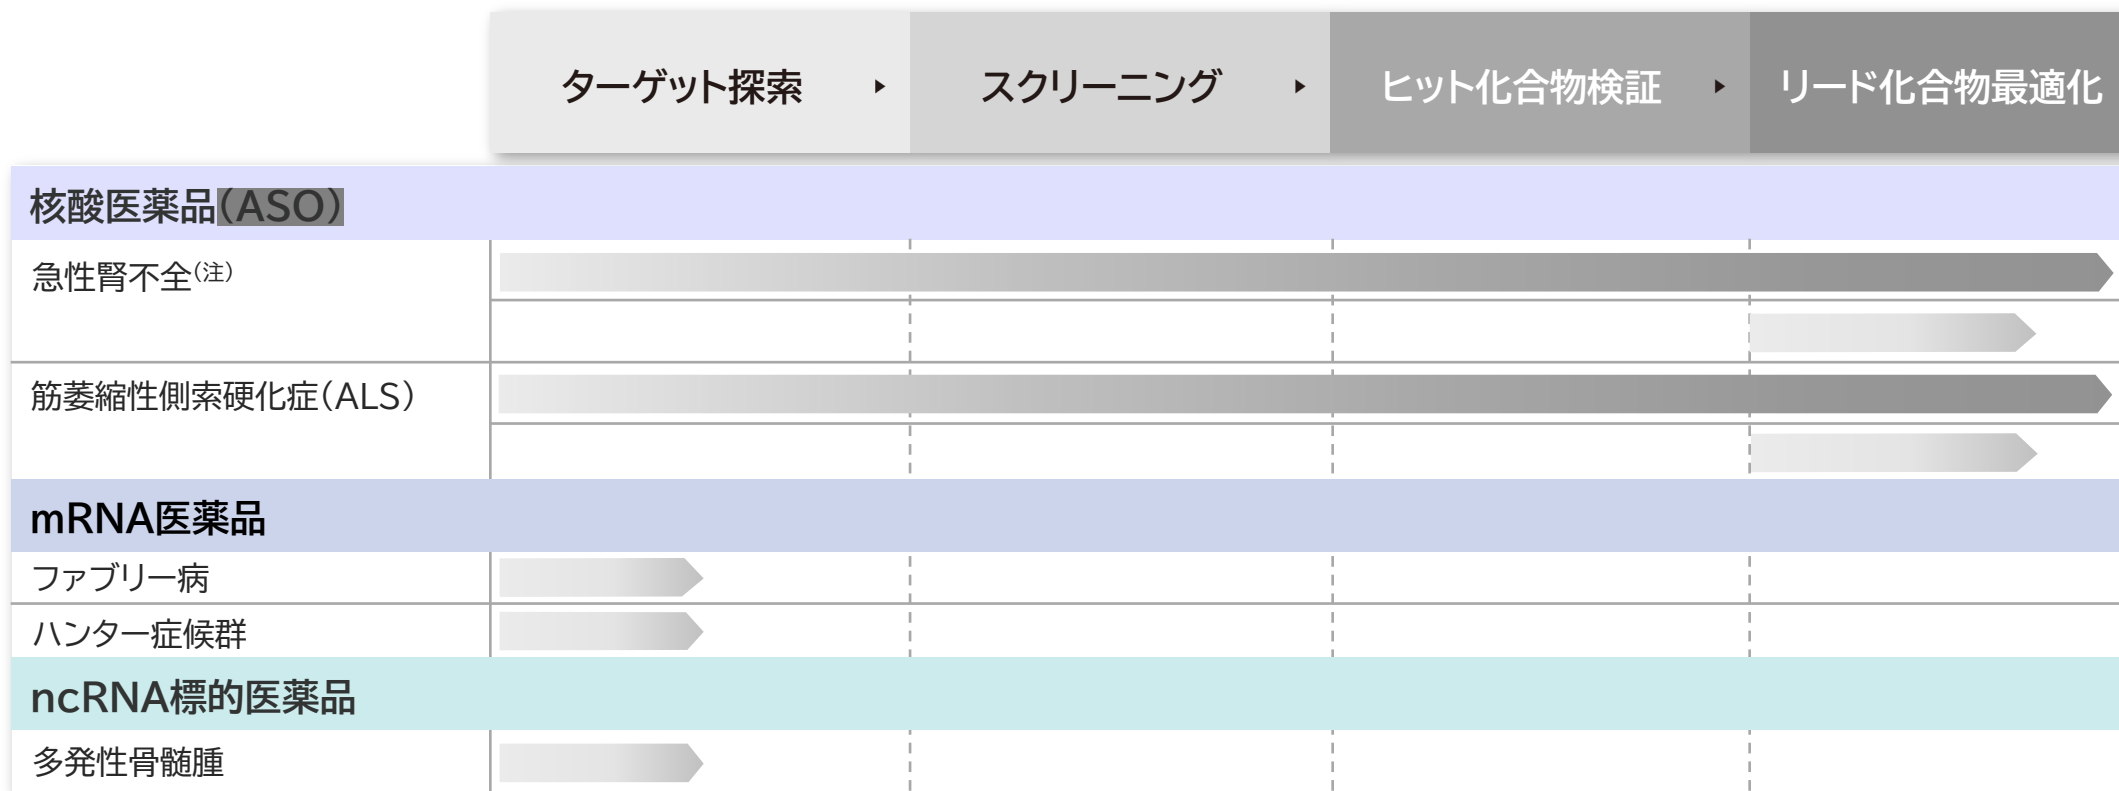 ターゲット探索 ▸ スクリーニング ▸ ヒット化合物検証 ▸ リード化合物最適化
核酸医薬品(ASO)
急性腎不全(注)
筋萎縮性側索硬化症(ALS)
mRNA医薬品
ファブリー病
ハンター症候群
ncRNA標的医薬品
多発性骨髄腫